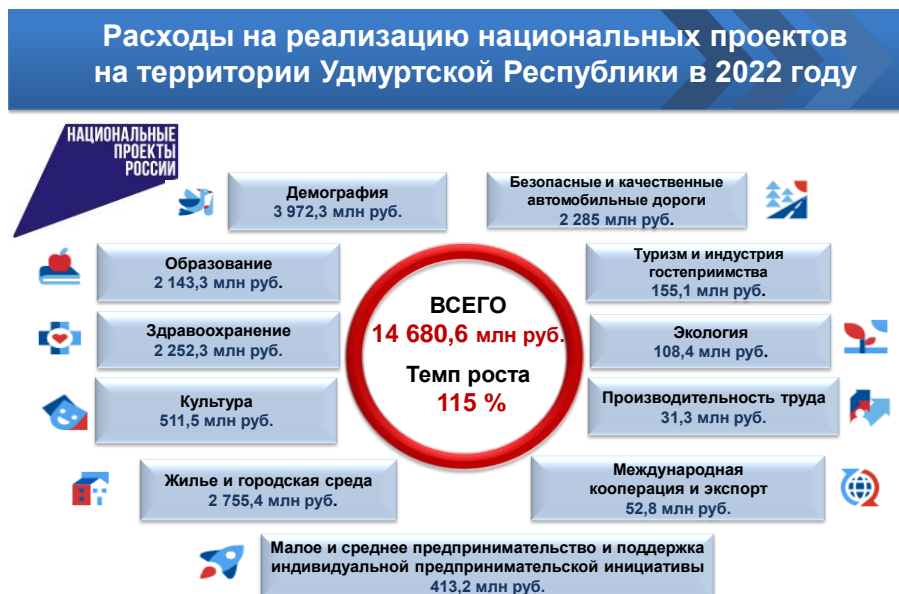 Расходы на реализацию национальных проектов
на территории Удмуртской Республики в 2022 году
НАЦИОНАЛЬНЫЕ
ПРОЕКТЫ
РОССИИ
Демография
3 972,3 млн руб.
Безопасные и качественные
автомобильные дороги
2 285 млн руб.
Образование
2 143,3 млн руб.
Туризм и индустрия
гостеприимства
155,1 млн руб.
ВСЕГО
14 680,6 млн руб.
Темп роста
115 %
Здравоохранение
2 252,3 млн руб.
Экология
108,4 млн руб.
Культура
511,5 млн руб.
Производительность труда
31,3 млн руб.
Жилье и городская среда
2 755,4 млн руб.
Международная
кооперация и экспорт
52,8 млн руб.
Малое и среднее предпринимательство и поддержка
индивидуальной предпринимательской инициативы
413,2 млн руб.